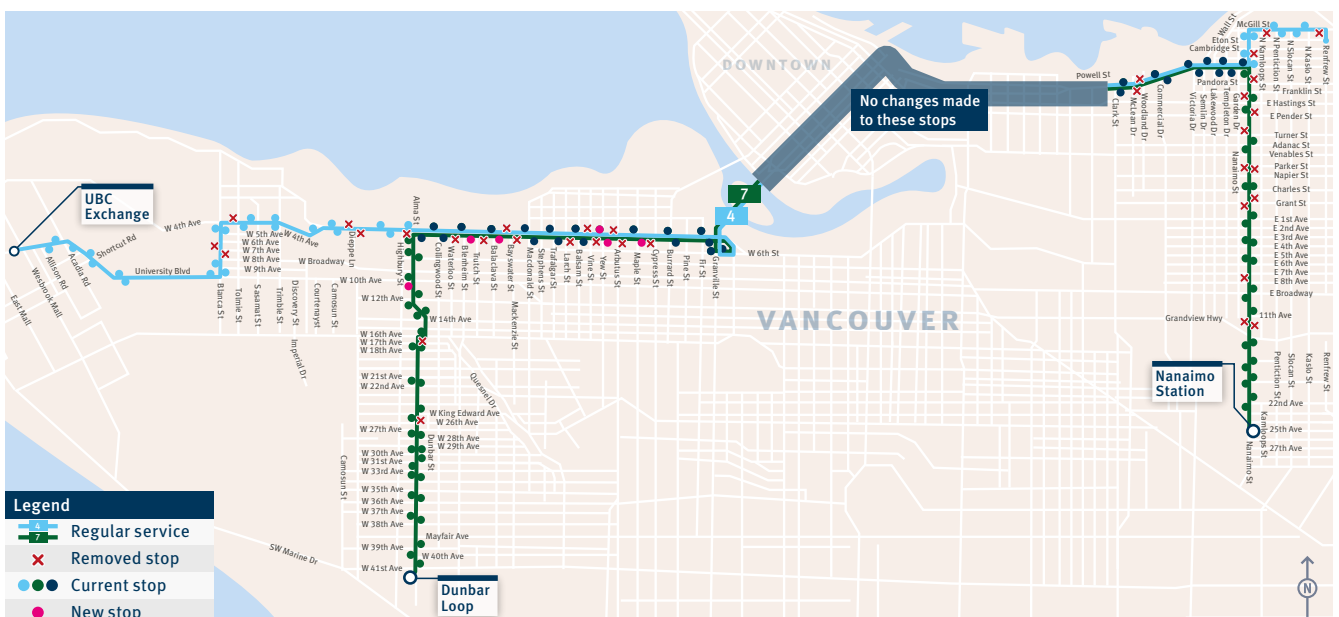 McGill St
Wall St
Eton St
Cambridge St
N Kamloops St
N Penticton St
N Slocan St
N Kaslo St
Renfrew St
DOWNTOWN
Powell St
No changes made
to these stops
Clark St
McLean Dr
Woodland Dr
Commercial Dr
Victoria Dr
Semlin Dr
Lakewood Dr
Templeton Dr
Garden Dr
Pandora St
Nanaimo St
Franklin St
E Hastings St
E Pender St
Turner St
Adanac St
Venables St
Parker St
Napier St
Charles St
Grant St
E 1st Ave
E 2nd Ave
E 3rd Ave
E 4th Ave
E 5th Ave
E 6th Ave
E 7th Ave
E 8th Ave
E Broadway
Grandview Hwy
11th Ave
Pentiction St
Slocan St
Kaslo St
Renfrew St
22nd Ave
25th Ave
27th Ave
Kamloops St
Nanaimo St
Nanaimo
Station
7
4
UBC
Exchange
W 4th Ave
Shortcut Rd
Acadia Rd
Allison Rd
Wesbrook Mall
East Mall
University Blvd
W 5th Ave
W 6th Ave
W 7th Ave
W 8th Ave
W 9th Ave
W 4th Ave
Dieppe Ln
W Broadway
W 10th Ave
W 12th Ave
Blanca St
Tolmie St
Sasamat St
Trimble St
Discovery St
Courtenayst
Camosun St
Imperial Dr
Alma St
Highbury St
Collingwood St
Waterloo St
Blenheim St
Trutch St
Balaclava St
Bayswater St
Mackenzie St
Macdonald St
Stephens St
Trafalgar St
Larch St
Balsam St
Vine St
Yew St
Arbutus St
Maple St
Cypress St
Burrard St
Pine St
Fir St
Granville St
W 6th St
VANCOUVER
W 14th Ave
W 16th Ave
W 17th Ave
W 18th Ave
W 21st Ave
W 22nd Ave
Quesnel Dr
W King Edward Ave
W 26th Ave
W 27th Ave
W 28th Ave
W 29th Ave
W 30th Ave
W 31st Ave
W 33rd Ave
Dunbar St
Camosun St
W 35th Ave
W 36th Ave
W 37th Ave
W 38th Ave
Mayfair Ave
W 39th Ave
W 40th Ave
W 41st Ave
SW Marine Dr
Dunbar
Loop
Legend
4
7
Regular service
Removed stop
Current stop
New stop
N